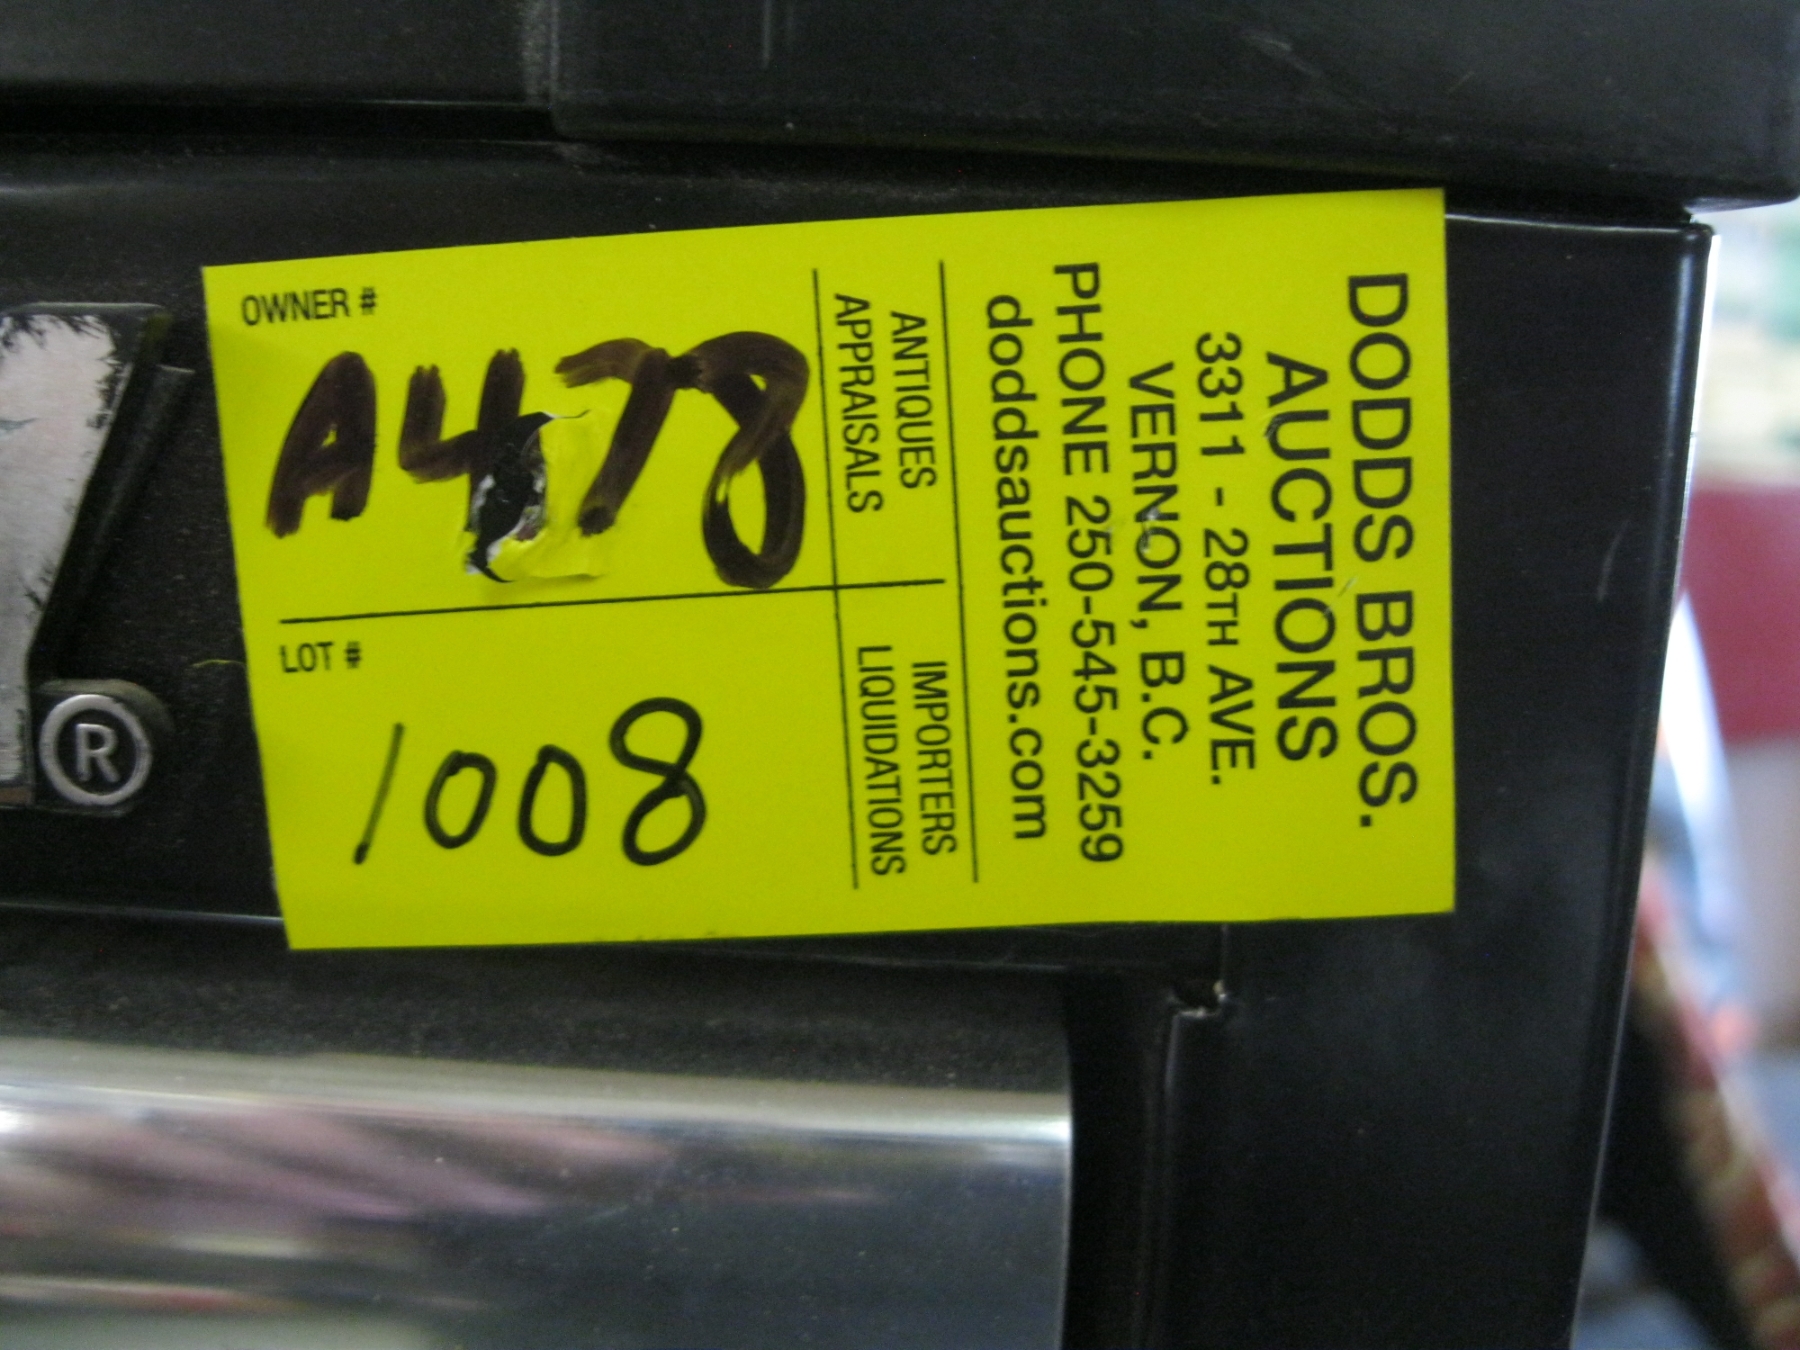 DODDS BROS.
AUCTIONS
3311 - 28TH AVE.
VERNON, B.C.
PHONE 250-545-3259
doddsauctions.com
ANTIQUES
APPRAISALS
IMPORTERS
LIQUIDATIONS
OWNER #
A478
LOT #
1008
®